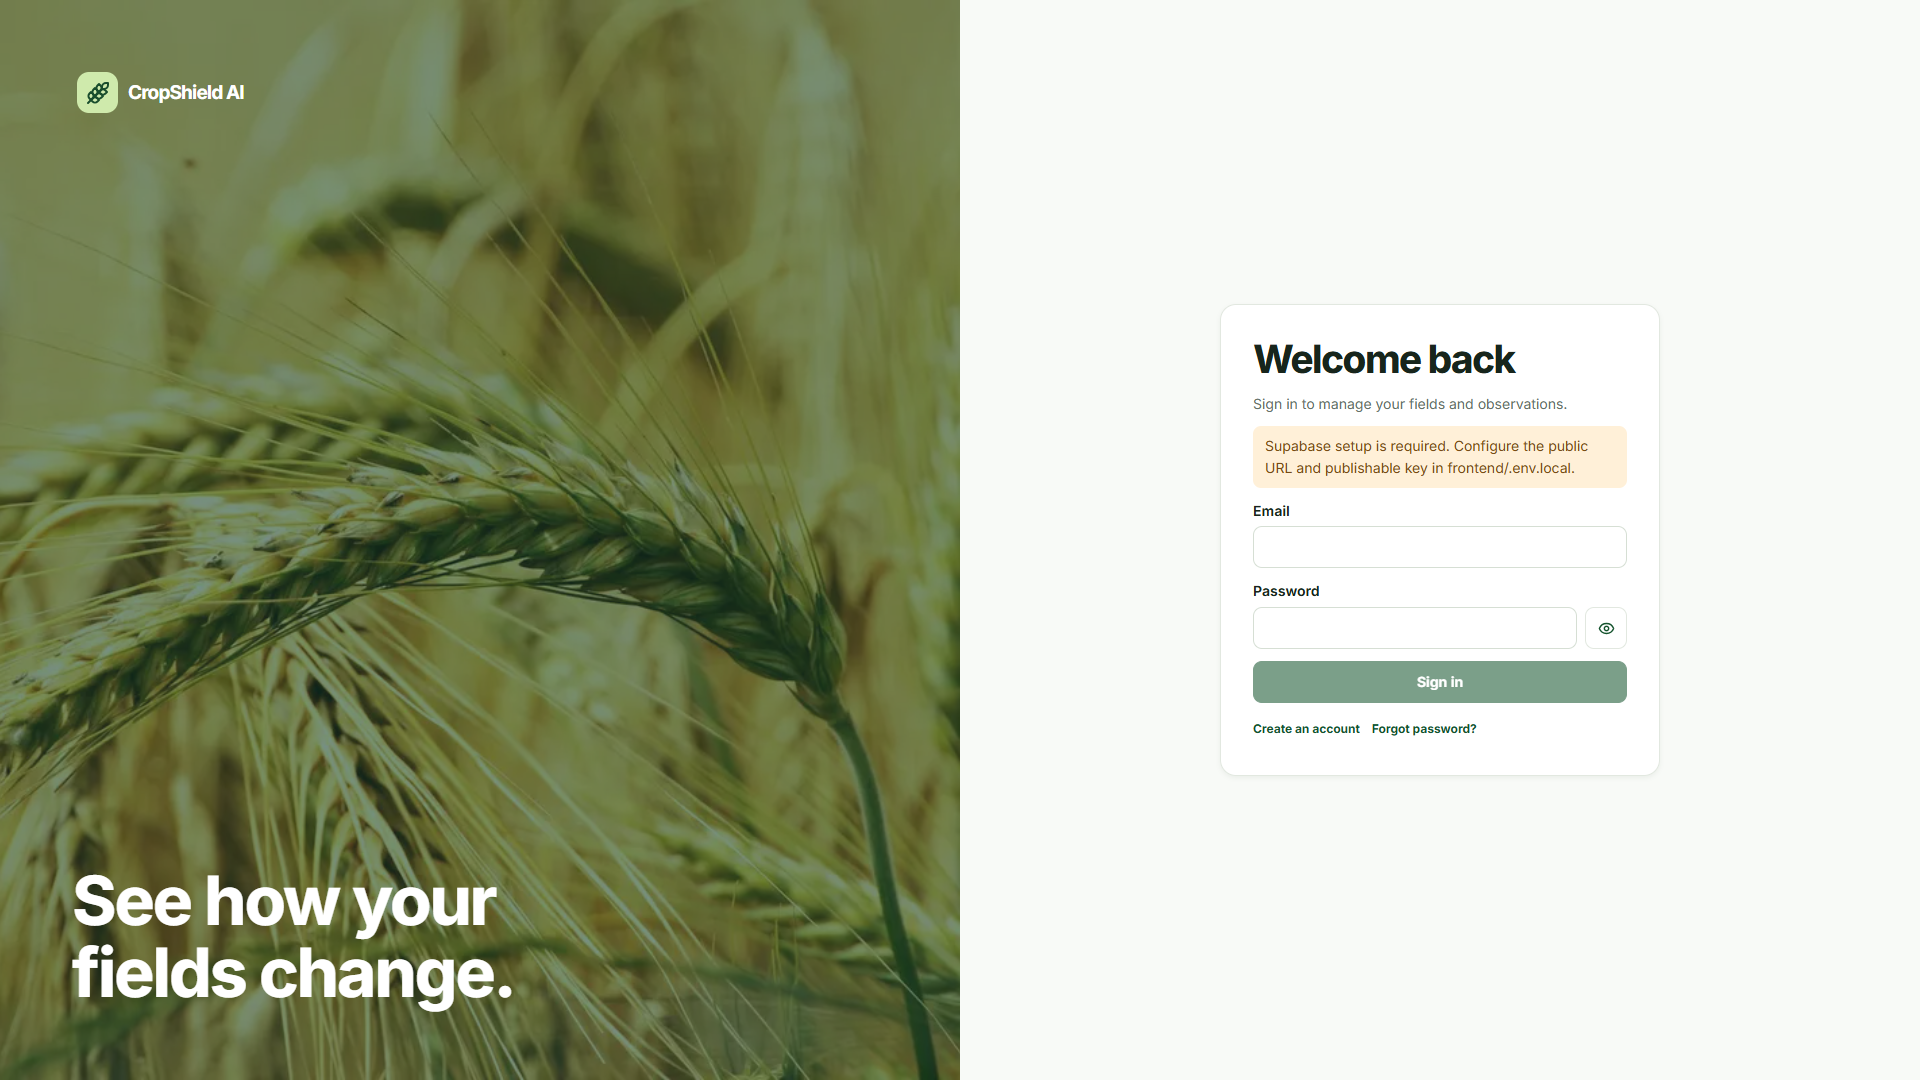 CropShield AI
See how your
fields change.
Welcome back
Sign in to manage your fields and observations.
Supabase setup is required. Configure the public
URL and publishable key in frontend/.env.local.
Email
Password
Sign in
Create an account Forgot password?